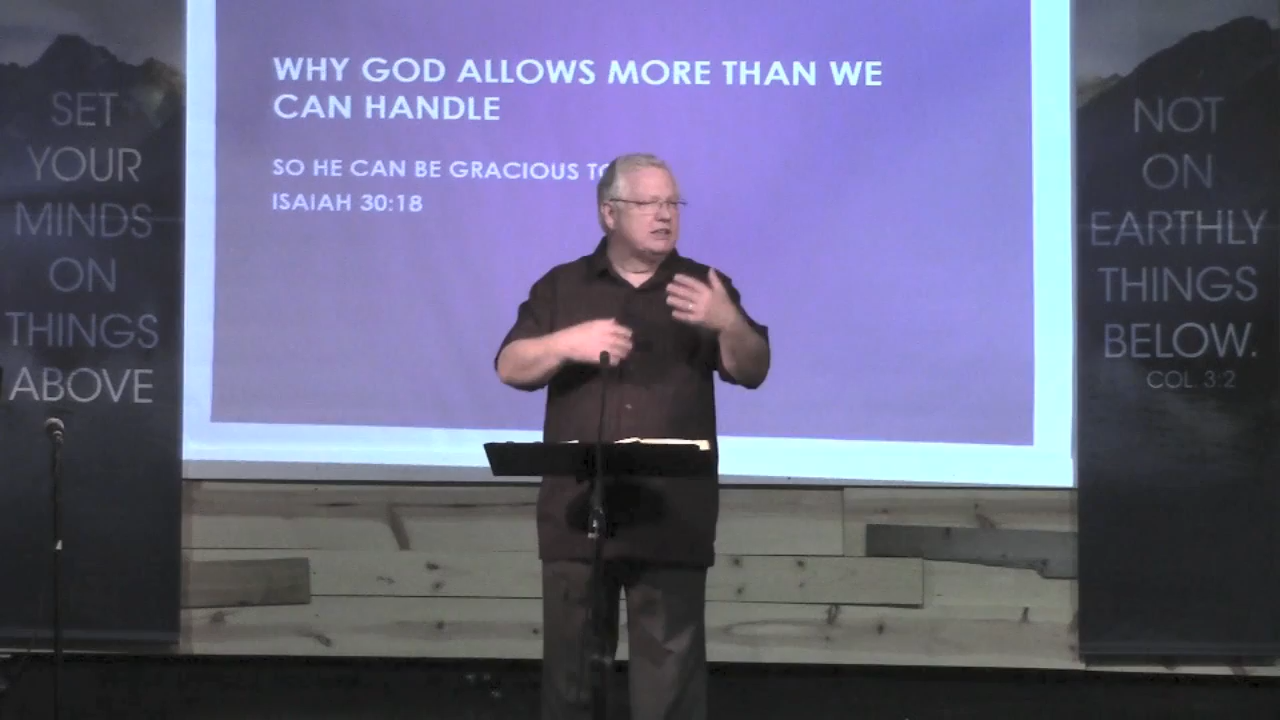 SET
YOUR
MINDS
ON
THINGS
ABOVE
WHY GOD ALLOWS MORE THAN WE
CAN HANDLE
SO HE CAN BE GRACIOUS
ISAIAH 30:18
NOT
ON
EARTHLY
THINGS
BELOW.
COL. 3:2